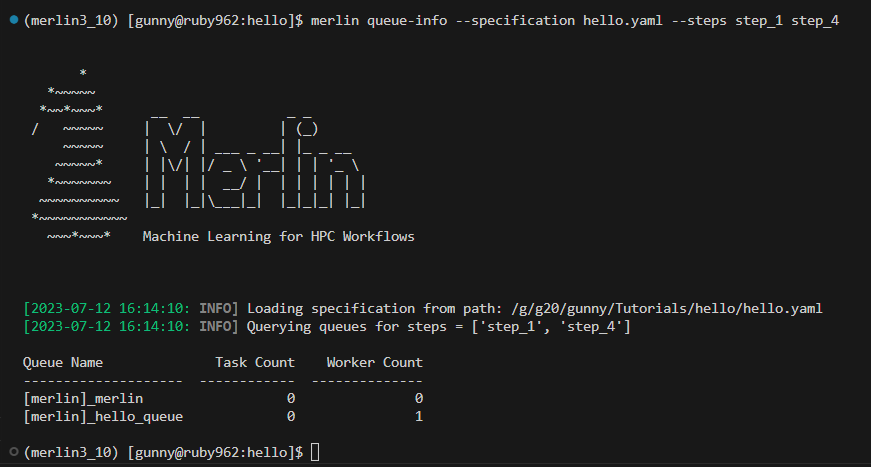 (merlin3_10) [gunny@ruby962:hello]$ merlin queue-info --specification hello.yaml --steps step_1 step_4
Merlin
Machine Learning for HPC Workflows
[2023-07-12 16:14:10: INFO] Loading specification from path: /g/g20/gunny/Tutorials/hello/hello.yaml
[2023-07-12 16:14:10: INFO] Querying queues for steps = ['step_1', 'step_4']
Queue Name Task Count Worker Count
-------------------- ------------ --------------
[merlin]_merlin 0 0
[merlin]_hello_queue 0 1
(merlin3_10) [gunny@ruby962:hello]$